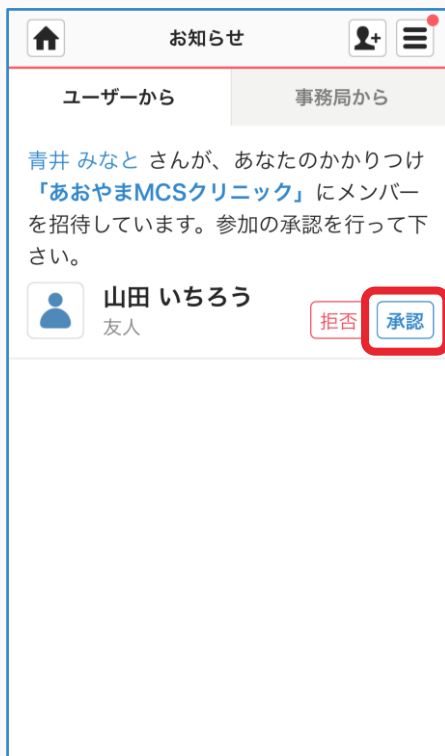 お知らせ
ユーザーから
事務局から
青井 みなと さんが、あなたのかかりつけ
「あおやまMCSクリニック」にメンバー
を招待しています。参加の承認を行って下
さい。
山田 いちろう
友人
拒否
承認